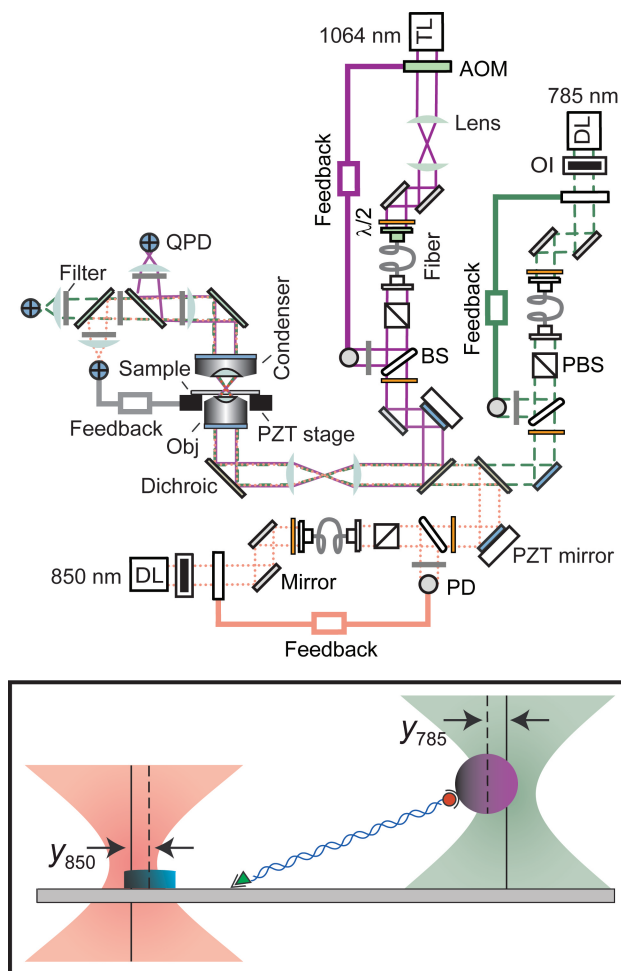 1064 nm
TL
AOM
785 nm
DL
OI
Lens
Feedback
λ/2
Fiber
Feedback
QPD
Filter
Condenser
Sample
BS
PBS
Feedback
Obj
PZT stage
Dichroic
850 nm
DL
Mirror
PZT mirror
PD
Feedback
y785
y850